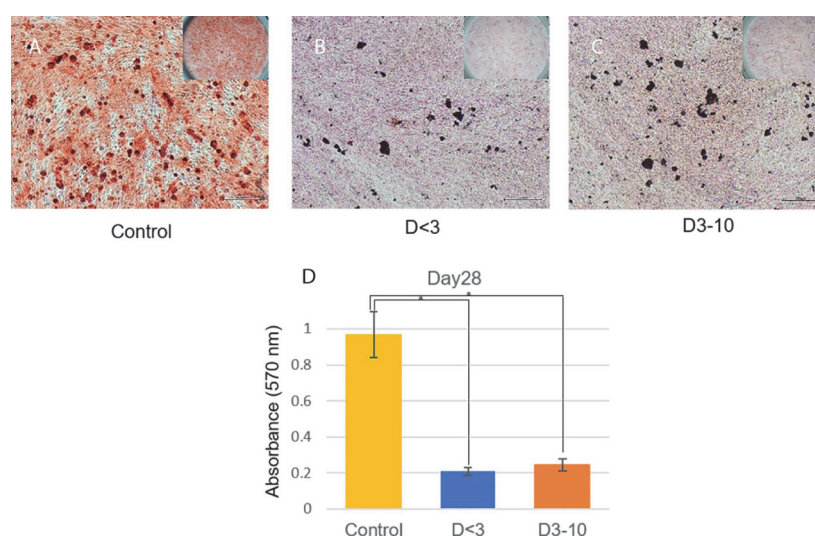 A
B
C
Control
D<3
D3-10
D
Day28
*
*
Absorbance (570 nm)
1
0.8
0.6
0.4
0.2
0
Control
D<3
D3-10